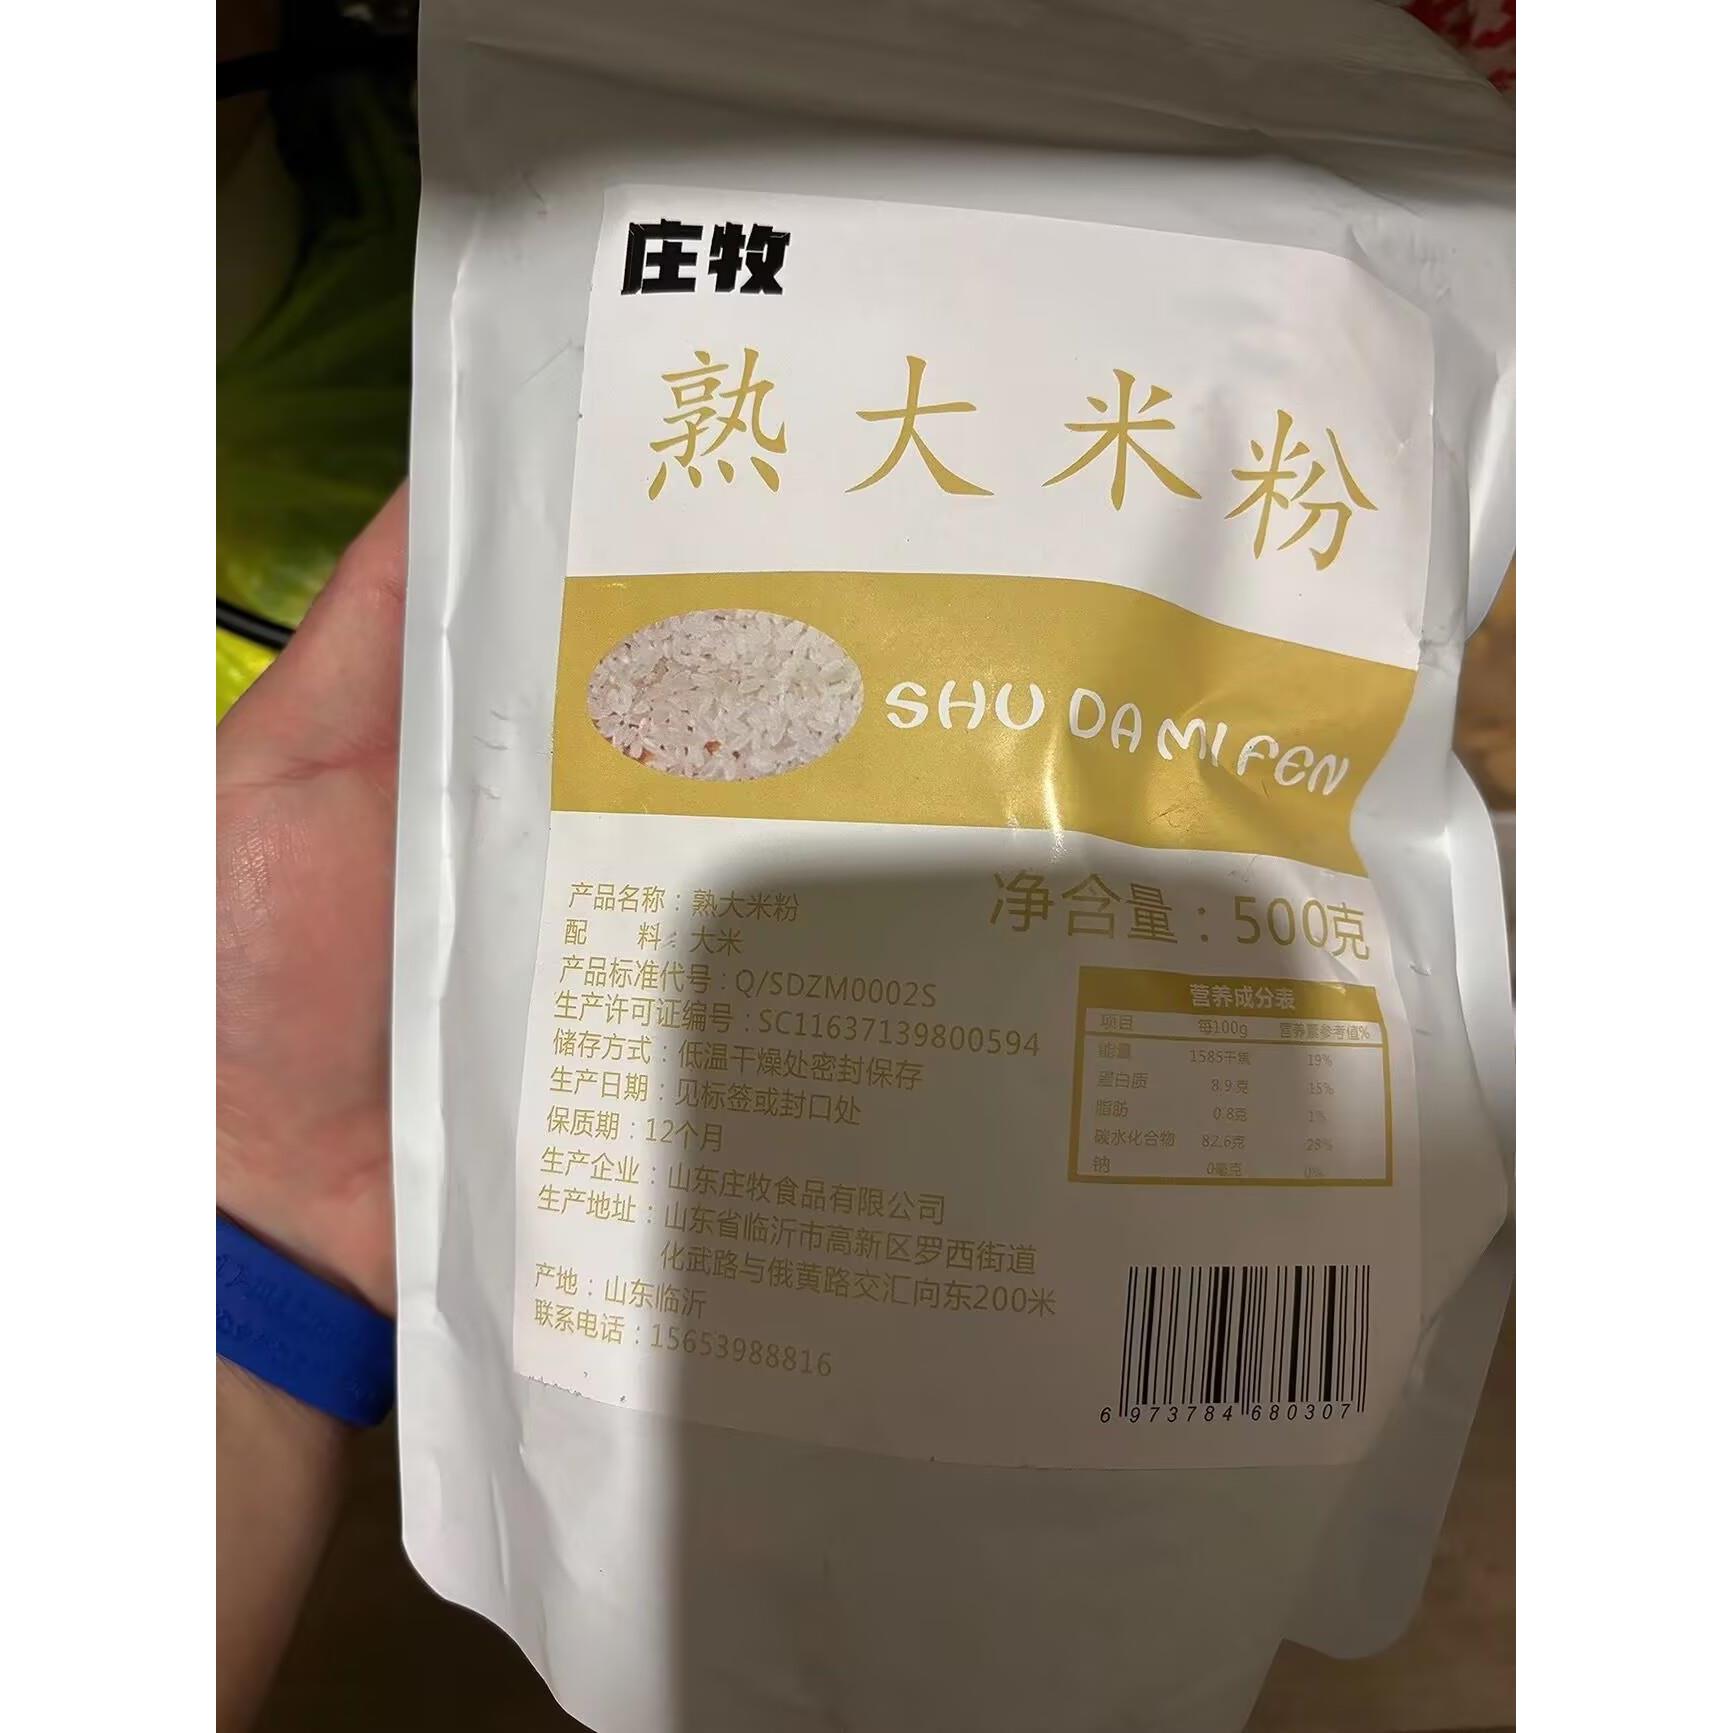 庄牧
熟大米粉
SHU DA MI FEN
净含量：500克
产品名称：熟大米粉
配 料：大米
产品标准代号：Q/SDZM0002S
生产许可证编号：SC11637139800594
储存方式：低温干燥处密封保存
生产日期：见标签或封口处
保质期：12个月
生产企业：山东庄牧食品有限公司
生产地址：山东省临沂市高新区罗西街道
化武路与俄黄路交汇向东200米
产地：山东临沂
联系电话：15653988816
营养成分表
项目 每100g 营养素参考值%
能量 1585千焦 19%
蛋白质 8.9克 15%
脂肪 0.8克 1%
碳水化合物 82.6克 28%
钠 0毫克 0%
6973784680307